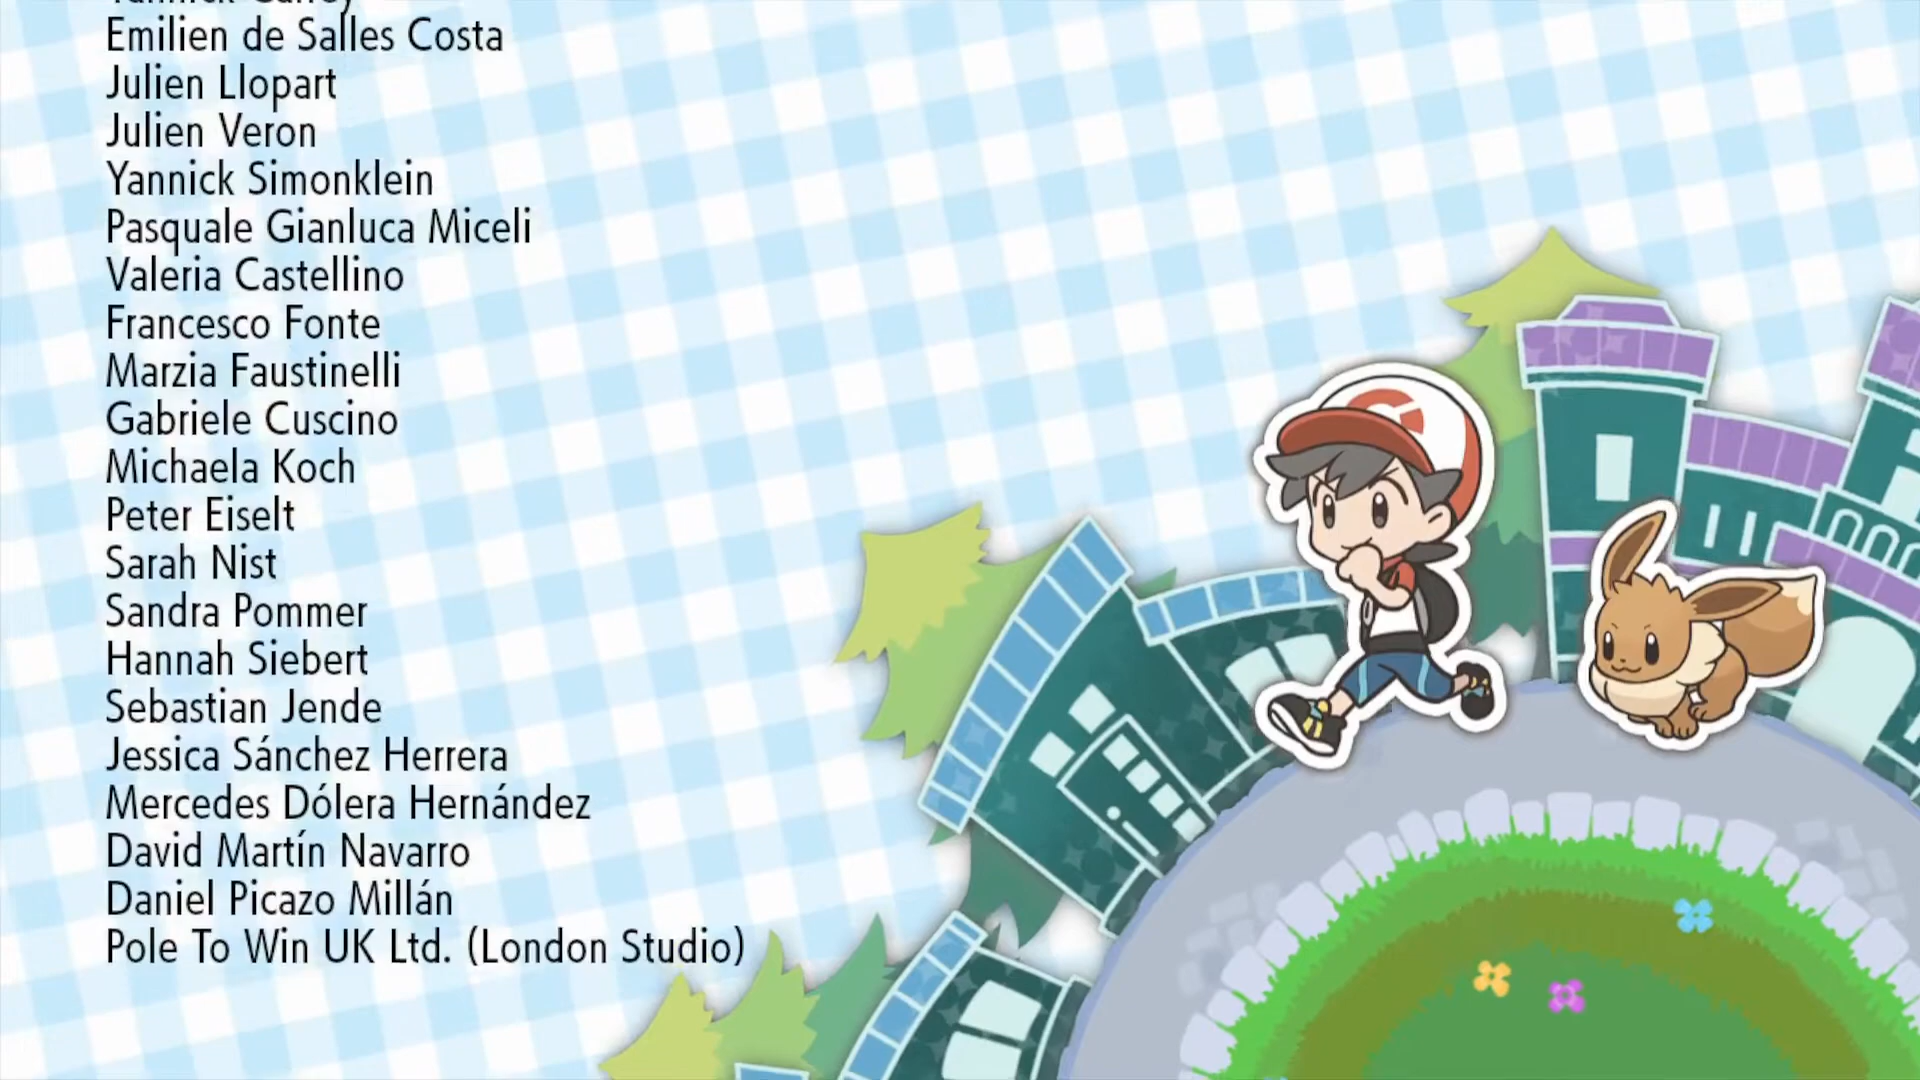 Emilien de Salles Costa
Julien Llopart
Julien Veron
Yannick Simonklein
Pasquale Gianluca Miceli
Valeria Castellino
Francesco Fonte
Marzia Faustinelli
Gabriele Cuscino
Michaela Koch
Peter Eiselt
Sarah Nist
Sandra Pommer
Hannah Siebert
Sebastian Jende
Jessica Sánchez Herrera
Mercedes Dólera Hernández
David Martín Navarro
Daniel Picazo Millán
Pole To Win UK Ltd. (London Studio)